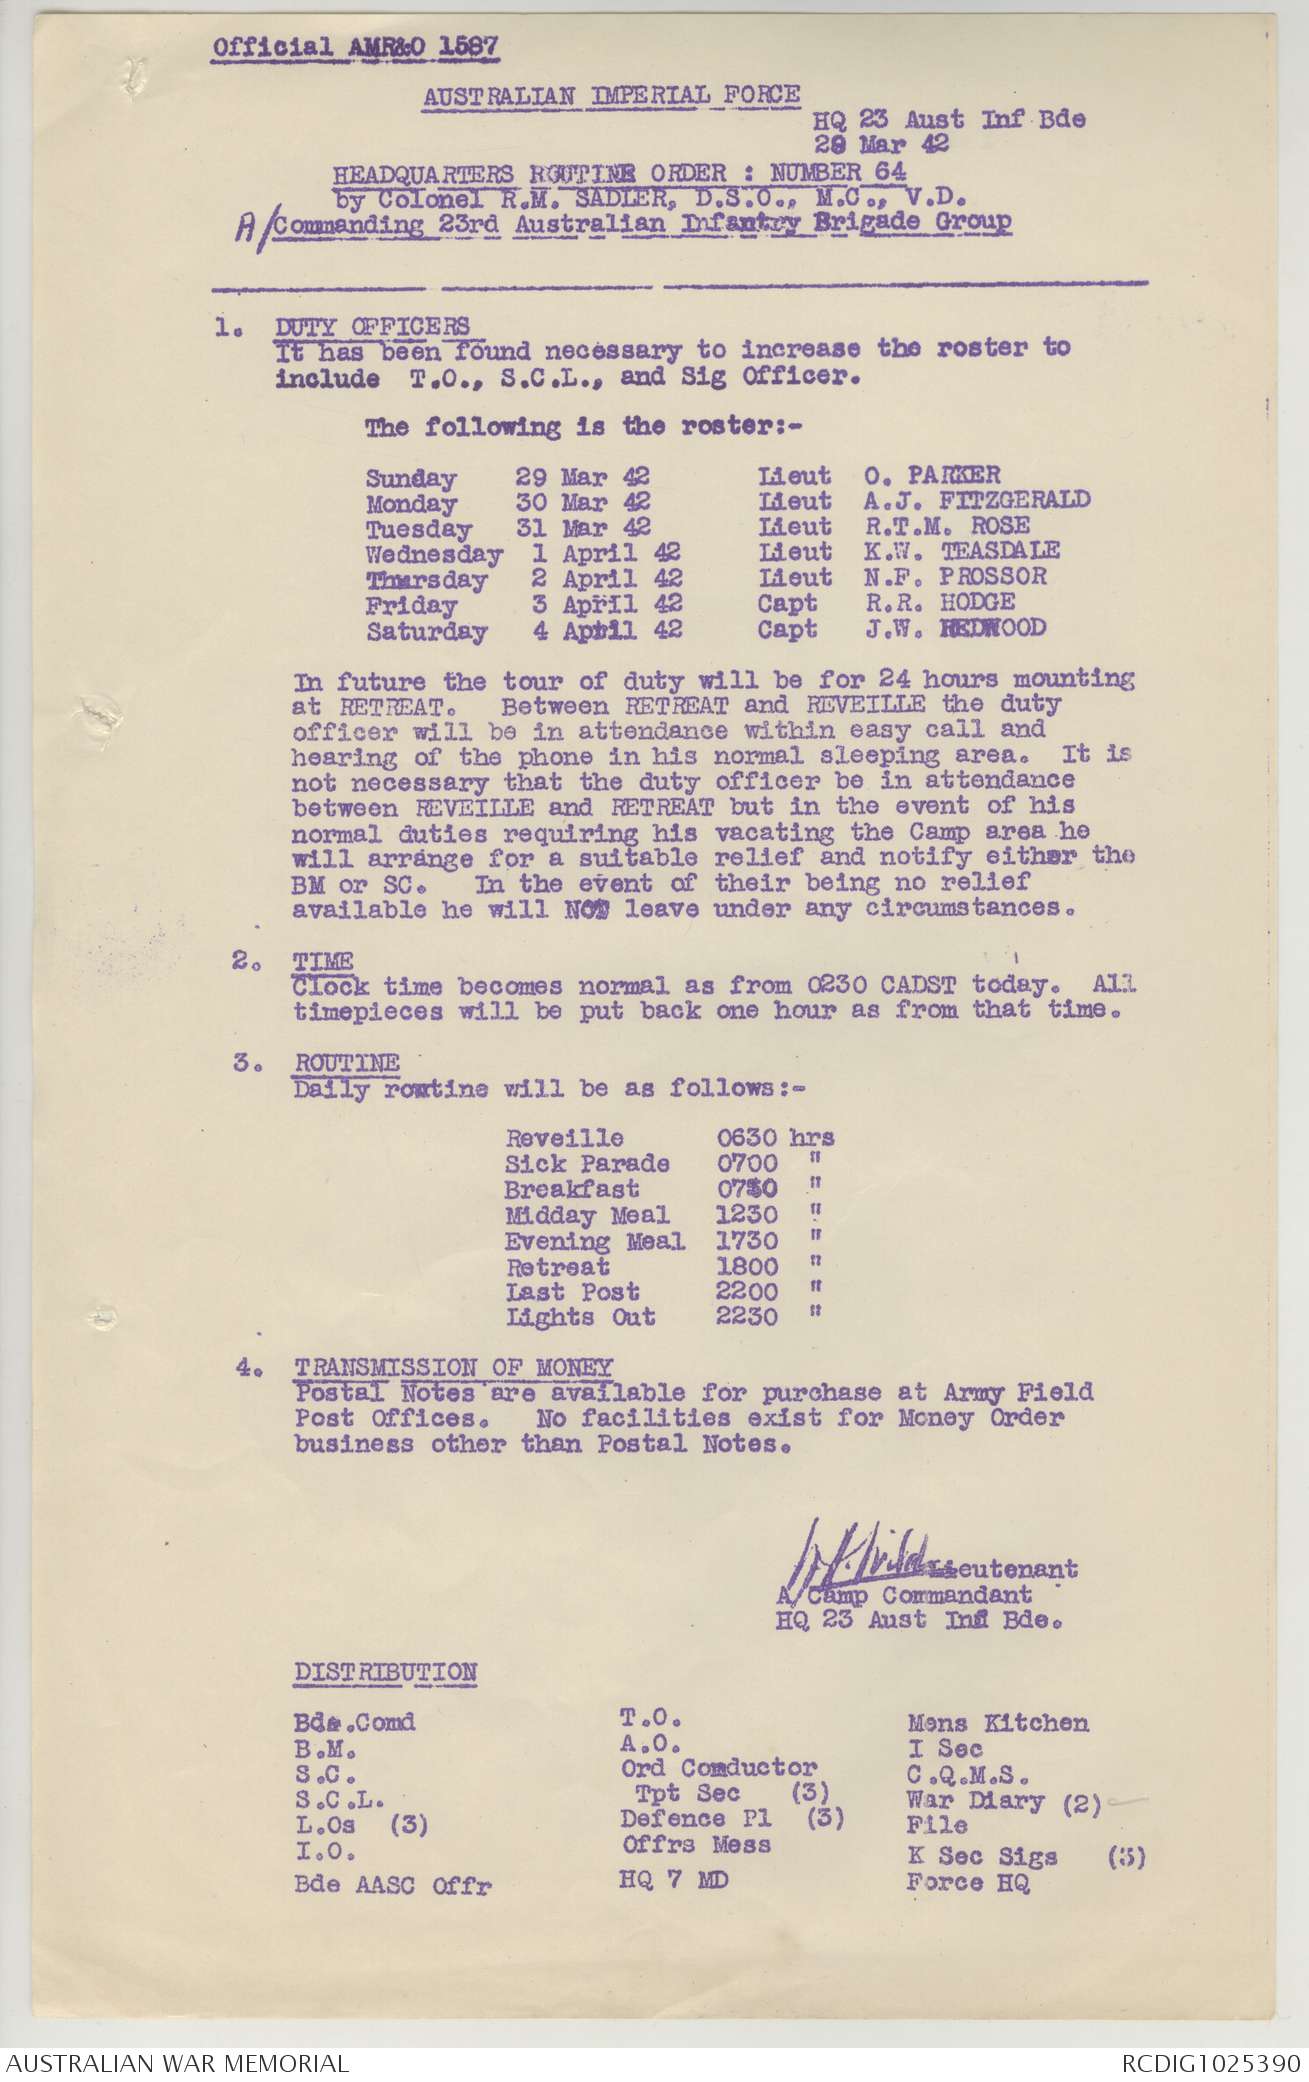 Official AMR&O 1587
AUSTRALIAN IMPERIAL FORCE
HQ 23 Aust Inf Bde
29 Mar 42
HEADQUARTERS ROUTINE ORDER : NUMBER 64
by Colonel R.M. SADLER, D.S.O., M.C., V.D.
A/Commanding 23rd Australian Infantry Brigade Group
1. DUTY OFFICERS
It has been found necessary to increase the roster to
include T.O., S.C.L., and Sig Officer.
The following is the roster:-
Sunday 29 Mar 42 Lieut O. PARKER
Monday 30 Mar 42 Lieut A.J. FITZGERALD
Tuesday 31 Mar 42 Lieut R.T.M. ROSE
Wednesday 1 April 42 Lieut K.W. TEASDALE
Thursday 2 April 42 Lieut N.F. PROSSOR
Friday 3 April 42 Capt R.R. HODGE
Saturday 4 April 42 Capt J.W. REDWOOD
In future the tour of duty will be for 24 hours mounting
at RETREAT. Between RETREAT and REVEILLE the duty
officer will be in attendance within easy call and
hearing of the phone in his normal sleeping area. It is
not necessary that the duty officer be in attendance
between REVEILLE and RETREAT but in the event of his
normal duties requiring his vacating the Camp area he
will arrange for a suitable relief and notify either the
BM or SC. In the event of their being no relief
available he will NOT leave under any circumstances.
2. TIME
Clock time becomes normal as from 0230 CADST today. All
timepieces will be put back one hour as from that time.
3. ROUTINE
Daily routine will be as follows:-
Reveille 0630 hrs
Sick Parade 0700 "
Breakfast 0730 "
Midday Meal 1230 "
Evening Meal 1730 "
Retreat 1800 "
Last Post 2200 "
Lights Out 2230 "
4. TRANSMISSION OF MONEY
Postal Notes are available for purchase at Army Field
Post Offices. No facilities exist for Money Order
business other than Postal Notes.
Lieutenant
A/Camp Commandant
HQ 23 Aust Inf Bde.
DISTRIBUTION
Bde.Comd
B.M.
S.C.
S.C.L.
L.Os (3)
I.O.
Bde AASC Offr
T.O.
A.O.
Ord Conductor
Tpt Sec (3)
Defence Pl (3)
Offrs Mess
HQ 7 MD
Mens Kitchen
I Sec
C.Q.M.S.
War Diary (2)
File
K Sec Sigs (3)
Force HQ
AUSTRALIAN WAR MEMORIAL
RCDIG1025390